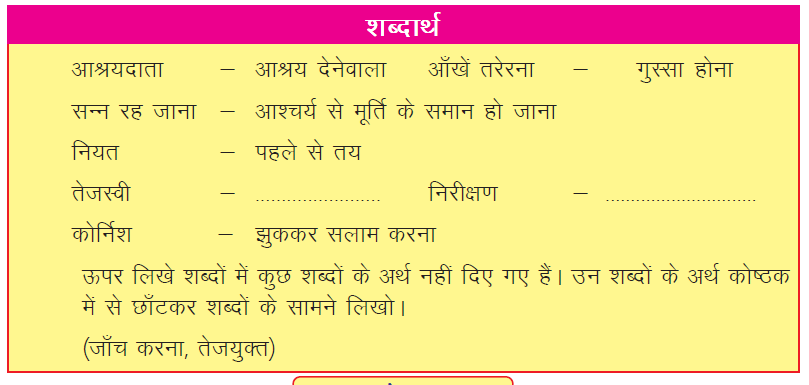 शब्दार्थ
आश्रयदाता – आश्रय देनेवाला आँखें तरेरना – गुस्सा होना
सन्न रह जाना – आश्चर्य से मूर्ति के समान हो जाना
नियत – पहले से तय
तेजस्वी – ......................... निरीक्षण – ..............................
कोर्निश – झुककर सलाम करना
ऊपर लिखे शब्दों में कुछ शब्दों के अर्थ नहीं दिए गए हैं। उन शब्दों के अर्थ कोष्ठक
में से छाँटकर शब्दों के सामने लिखो।
(जाँच करना, तेजयुक्त)